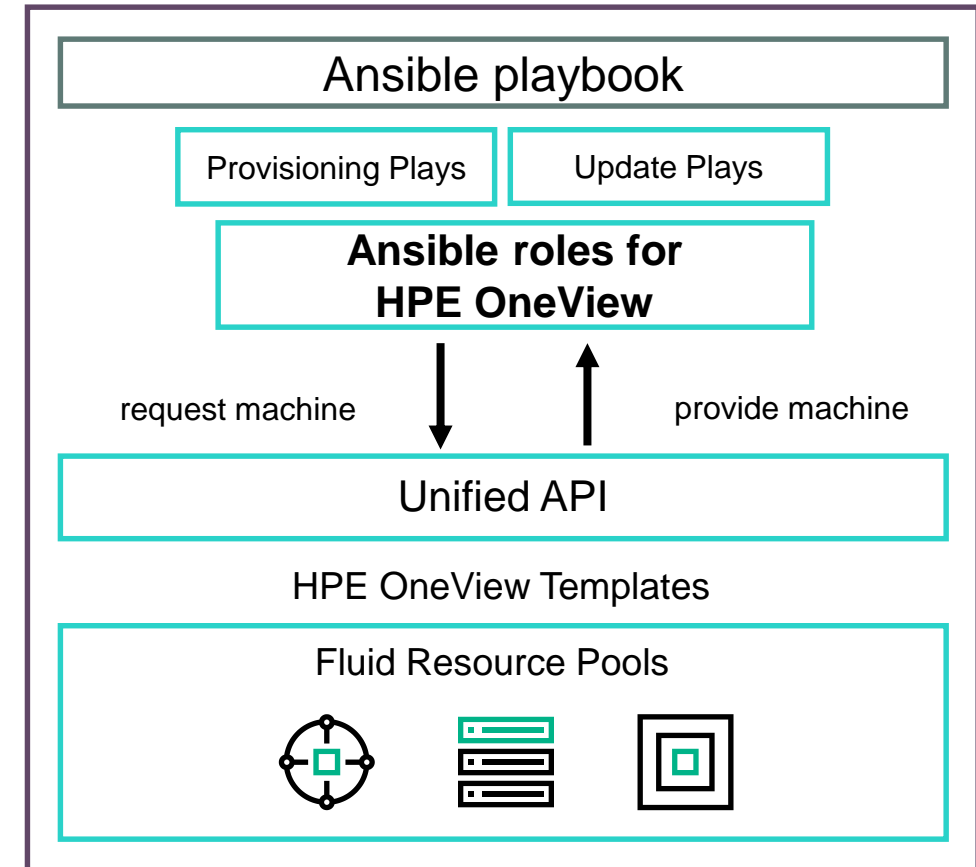 Ansible playbook
Provisioning Plays
Update Plays
Ansible roles for
HPE OneView
request machine
provide machine
Unified API
HPE OneView Templates
Fluid Resource Pools